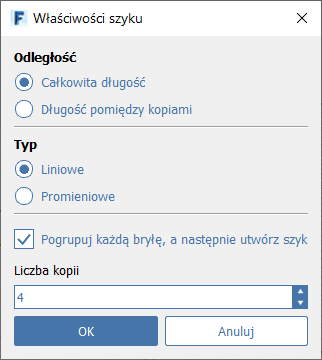 F Właściwości szyku
Odległość
Całkowita długość
Długość pomiędzy kopiami
Typ
Liniowe
Promieniowe
Pogrupuj każdą bryłę, a następnie utwórz szyk
Liczba kopii
4
OK Anuluj